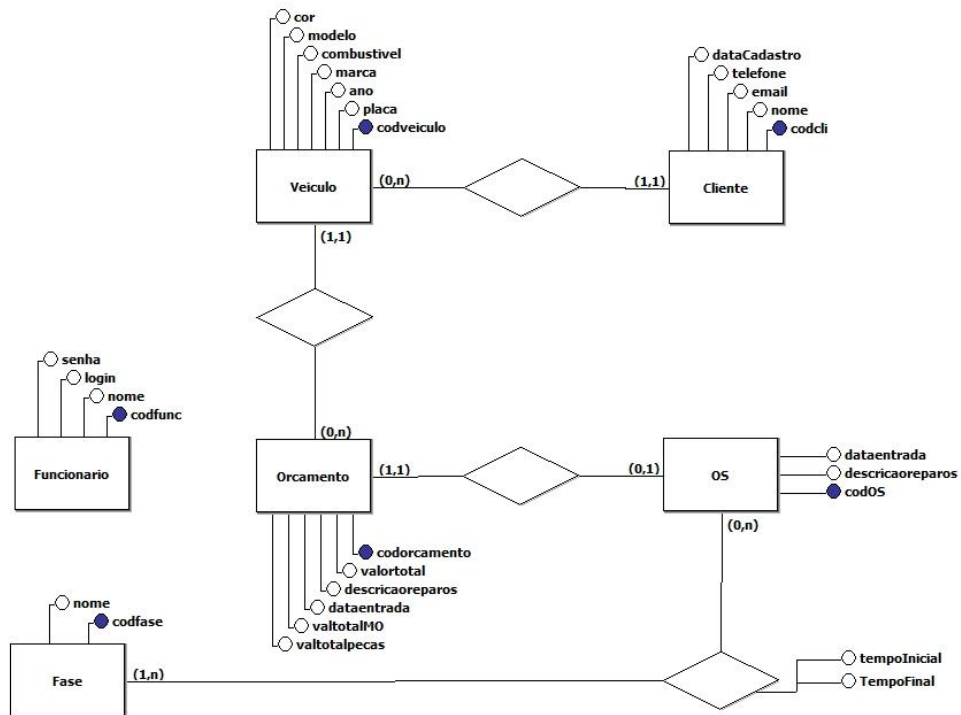 cor
modelo
combustivel
marca
ano
placa
codveiculo
Veiculo
(0,n)
(1,1)
dataCadastro
telefone
email
nome
codcli
Cliente
(1,1)
senha
login
nome
codfunc
Funcionario
(0,n)
Orcamento
(1,1)
(0,1)
OS
dataentrada
descricaoreparos
codOS
(0,n)
codorcamento
valortotal
descricaoreparos
dataentrada
valtotalMO
valtotalpecas
nome
codfase
Fase
(1,n)
tempoInicial
TempoFinal